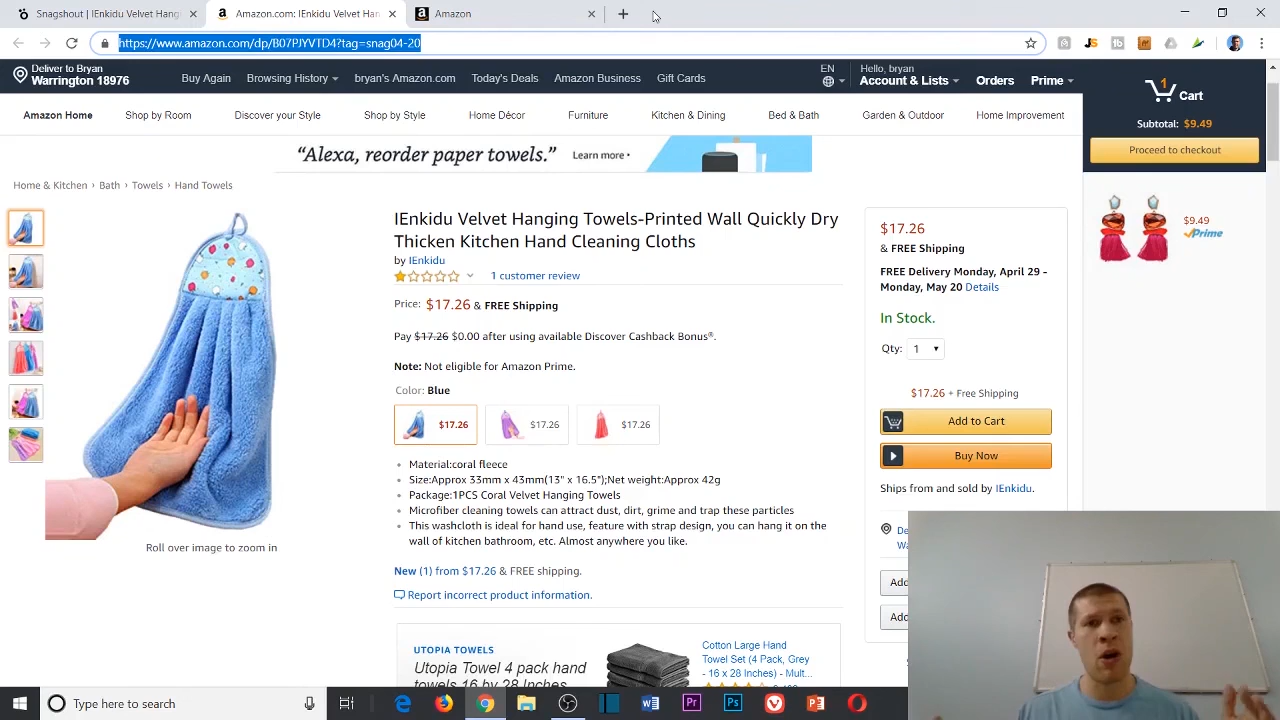 Snagshout | IEnkidu Velvet Hang
Amazon.com: IEnkidu Velvet Han
Amazon
https://www.amazon.com/dp/B07PJYVTD4?tag=snag04-20
Deliver to Bryan
Warrington 18976
Buy Again
Browsing History
bryan's Amazon.com
Today's Deals
Amazon Business
Gift Cards
EN
Hello, bryan
Account & Lists
Orders
Prime
1
Cart
Subtotal: $9.49
Proceed to checkout
Amazon Home
Shop by Room
Discover your Style
Shop by Style
Home Décor
Furniture
Kitchen & Dining
Bed & Bath
Garden & Outdoor
Home Improvement
“Alexa, reorder paper towels.”
Learn more
$9.49
Prime
Home & Kitchen › Bath › Towels › Hand Towels
IEnkidu Velvet Hanging Towels-Printed Wall Quickly Dry
Thicken Kitchen Hand Cleaning Cloths
by IEnkidu
1 customer review
Price: $17.26 & FREE Shipping
Pay $17.26 $0.00 after using available Discover Cashback Bonus®.
Note: Not eligible for Amazon Prime.
Color: Blue
$17.26
$17.26
$17.26
• Material:coral fleece
• Size:Approx 33mm x 43mm(13" x 16.5");Net weight:Approx 42g
• Package:1PCS Coral Velvet Hanging Towels
• Microfiber cleaning towels can attract dust, dirt, grime and trap these particles
• This washcloth is ideal for hand use, feature with strap design, you can hang it on the
wall of kitchen bathroom, etc. Almost anywhere you like.
New (1) from $17.26 & FREE shipping.
Report incorrect product information.
Roll over image to zoom in
$17.26
& FREE Shipping
FREE Delivery Monday, April 29 -
Monday, May 20 Details
In Stock.
Qty: 1
$17.26 + Free Shipping
Add to Cart
Buy Now
Ships from and sold by IEnkidu.
De
Wa
Add
Add
UTOPIA TOWELS
Utopia Towel 4 pack hand
towels 16 by 28 Inches
Cotton Large Hand
Towel Set (4 Pack, Grey
- 16 x 28 Inches) - Mult...
Type here to search